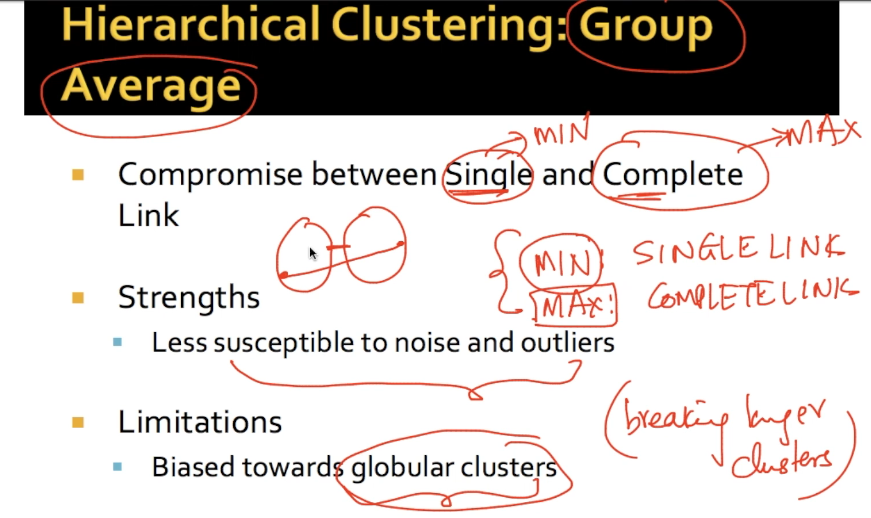 Hierarchical Clustering: Group
Average
MIN
MAX
Compromise between Single and Complete
Link
MIN: SINGLE LINK
MAX: COMPLETE LINK
Strengths
Less susceptible to noise and outliers
Limitations
(breaking larger
clusters)
Biased towards globular clusters